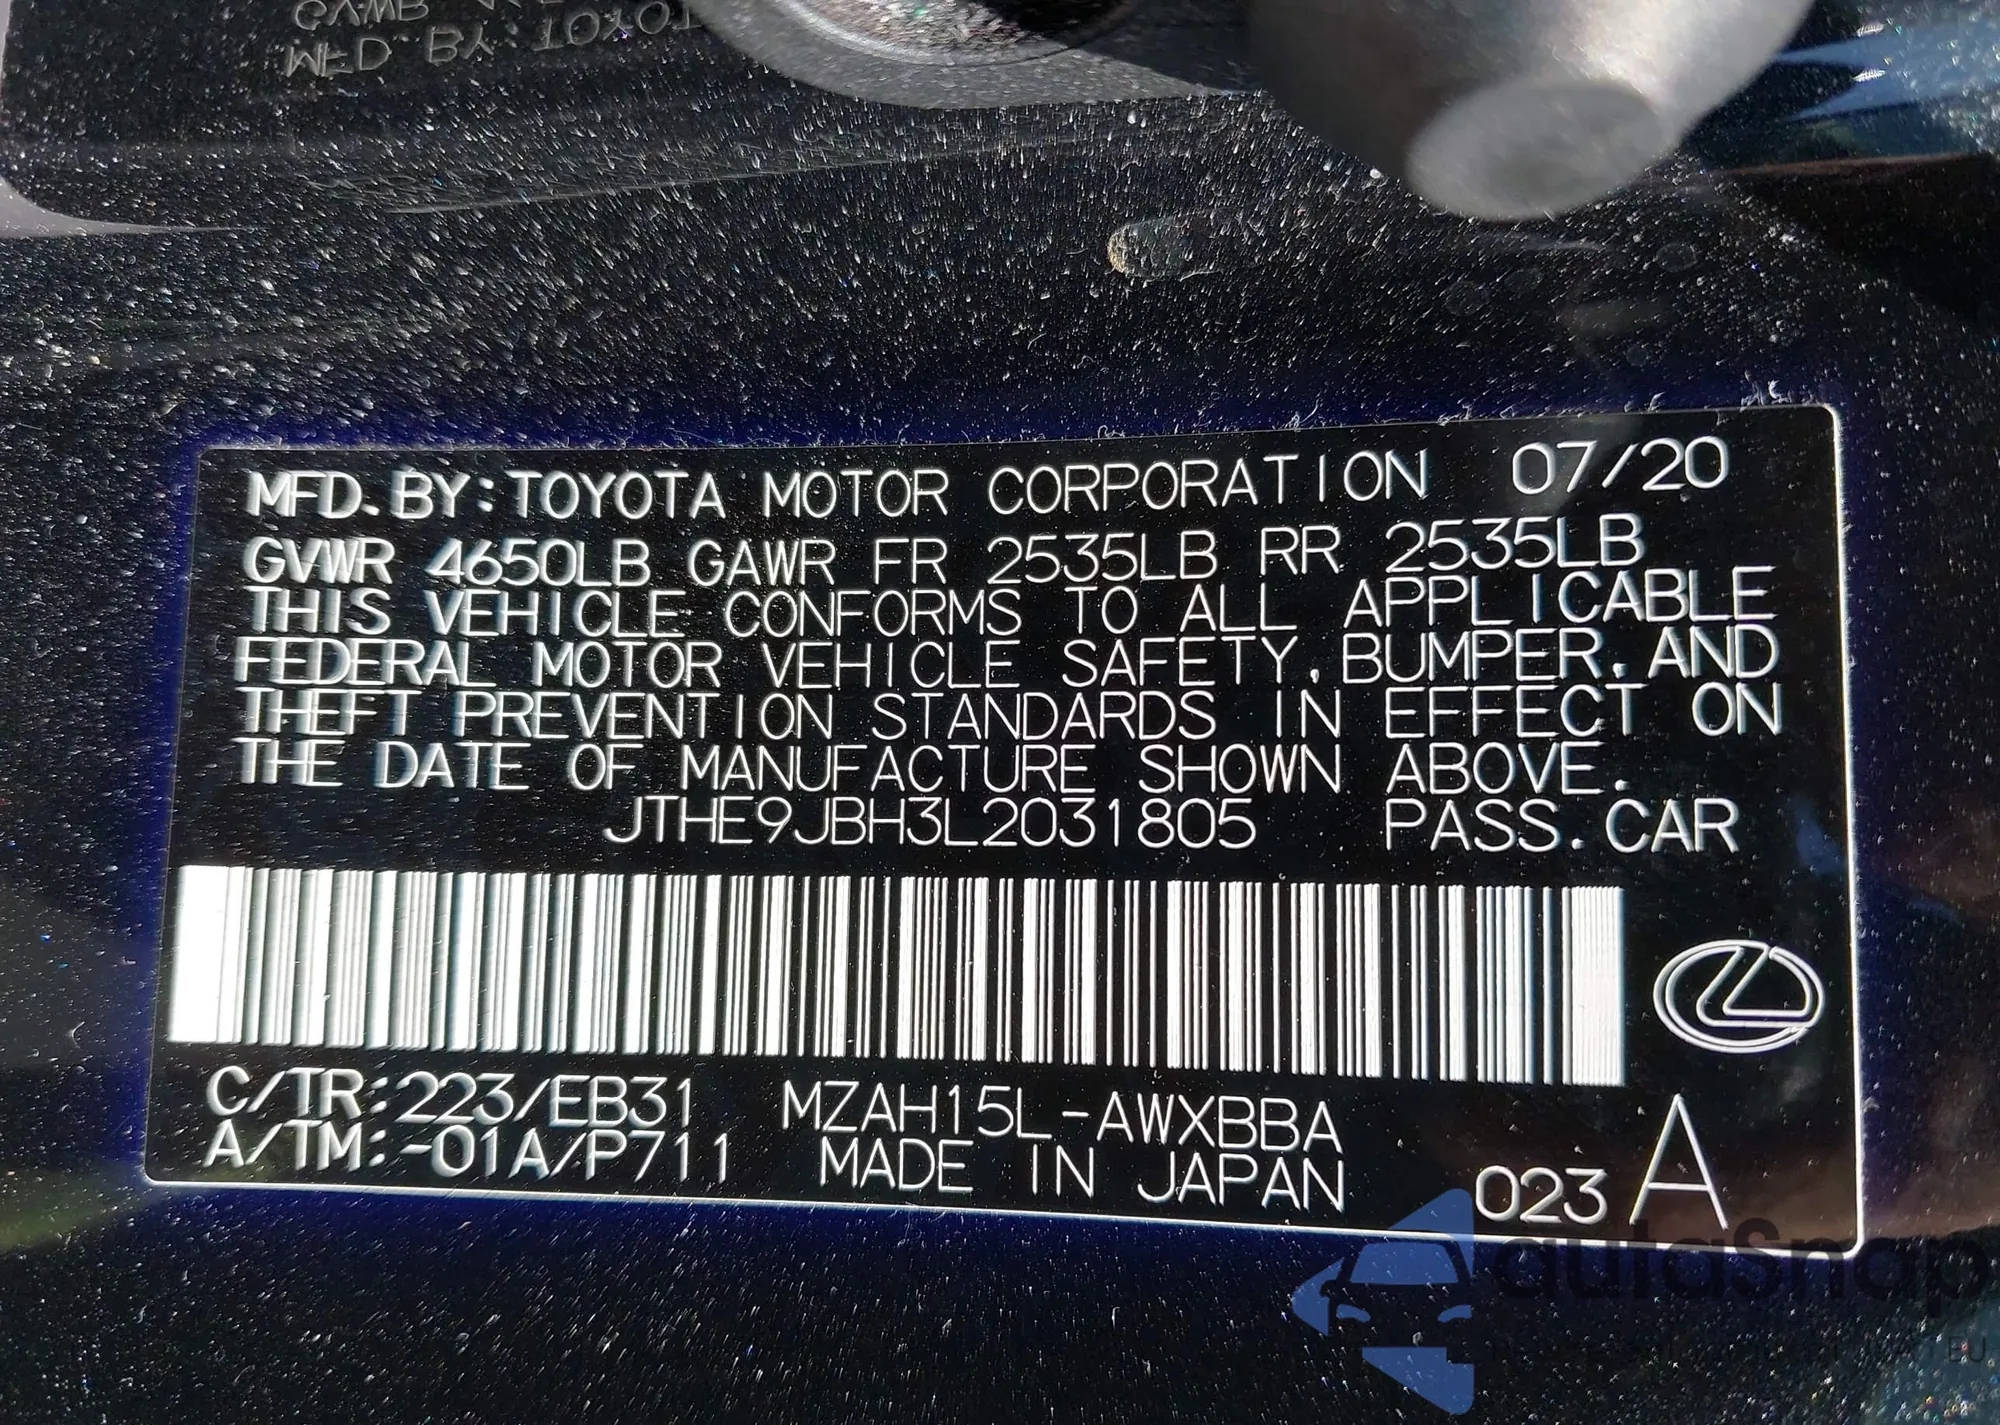 MFD. BY: TOYOTA MOTOR CORPORATION 07/20
GVWR 4650LB GAWR FR 2535LB RR 2535LB
THIS VEHICLE CONFORMS TO ALL APPLICABLE
FEDERAL MOTOR VEHICLE SAFETY, BUMPER, AND
THEFT PREVENTION STANDARDS IN EFFECT ON
THE DATE OF MANUFACTURE SHOWN ABOVE.
JTHE9JBH3L2031805 PASS. CAR
C/TR: 223/EB31 MZAH15L-AWXBBA
A/TM: -01A/P711 MADE IN JAPAN 023 A
autoSnap